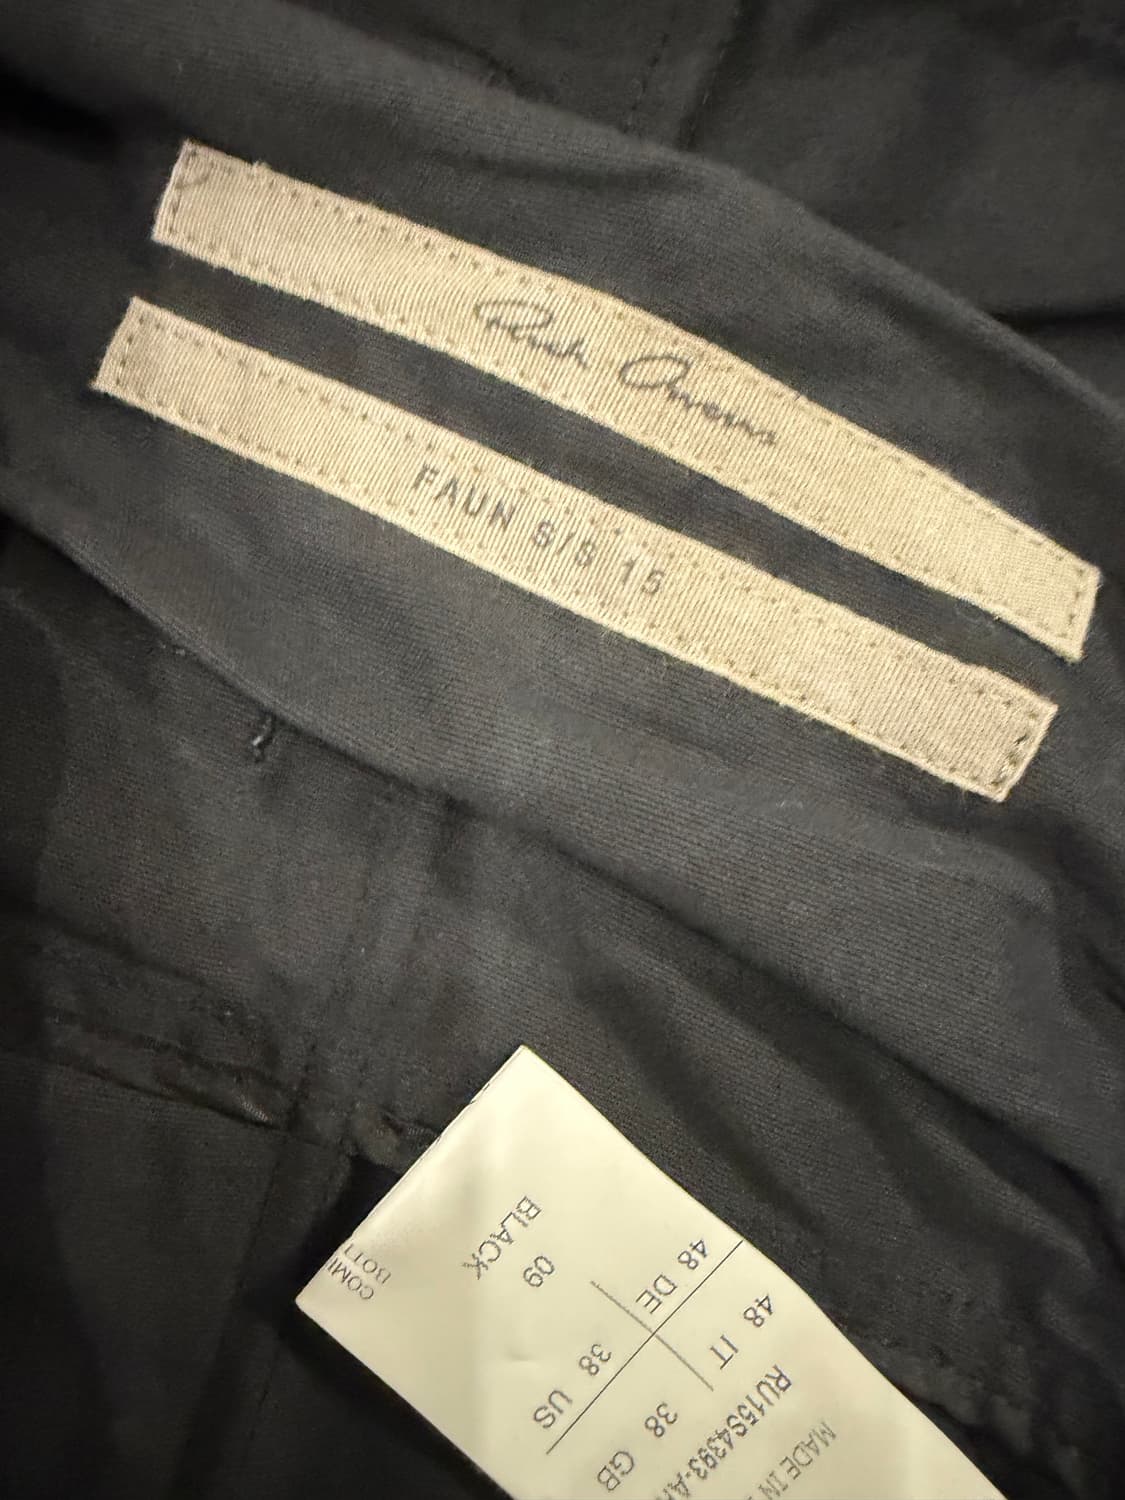 Rick Owens
FAUN S/S 15
MADE IN
RU15S4393-A
48 IT 38 GB
48 DE 38 US
09
BLACK